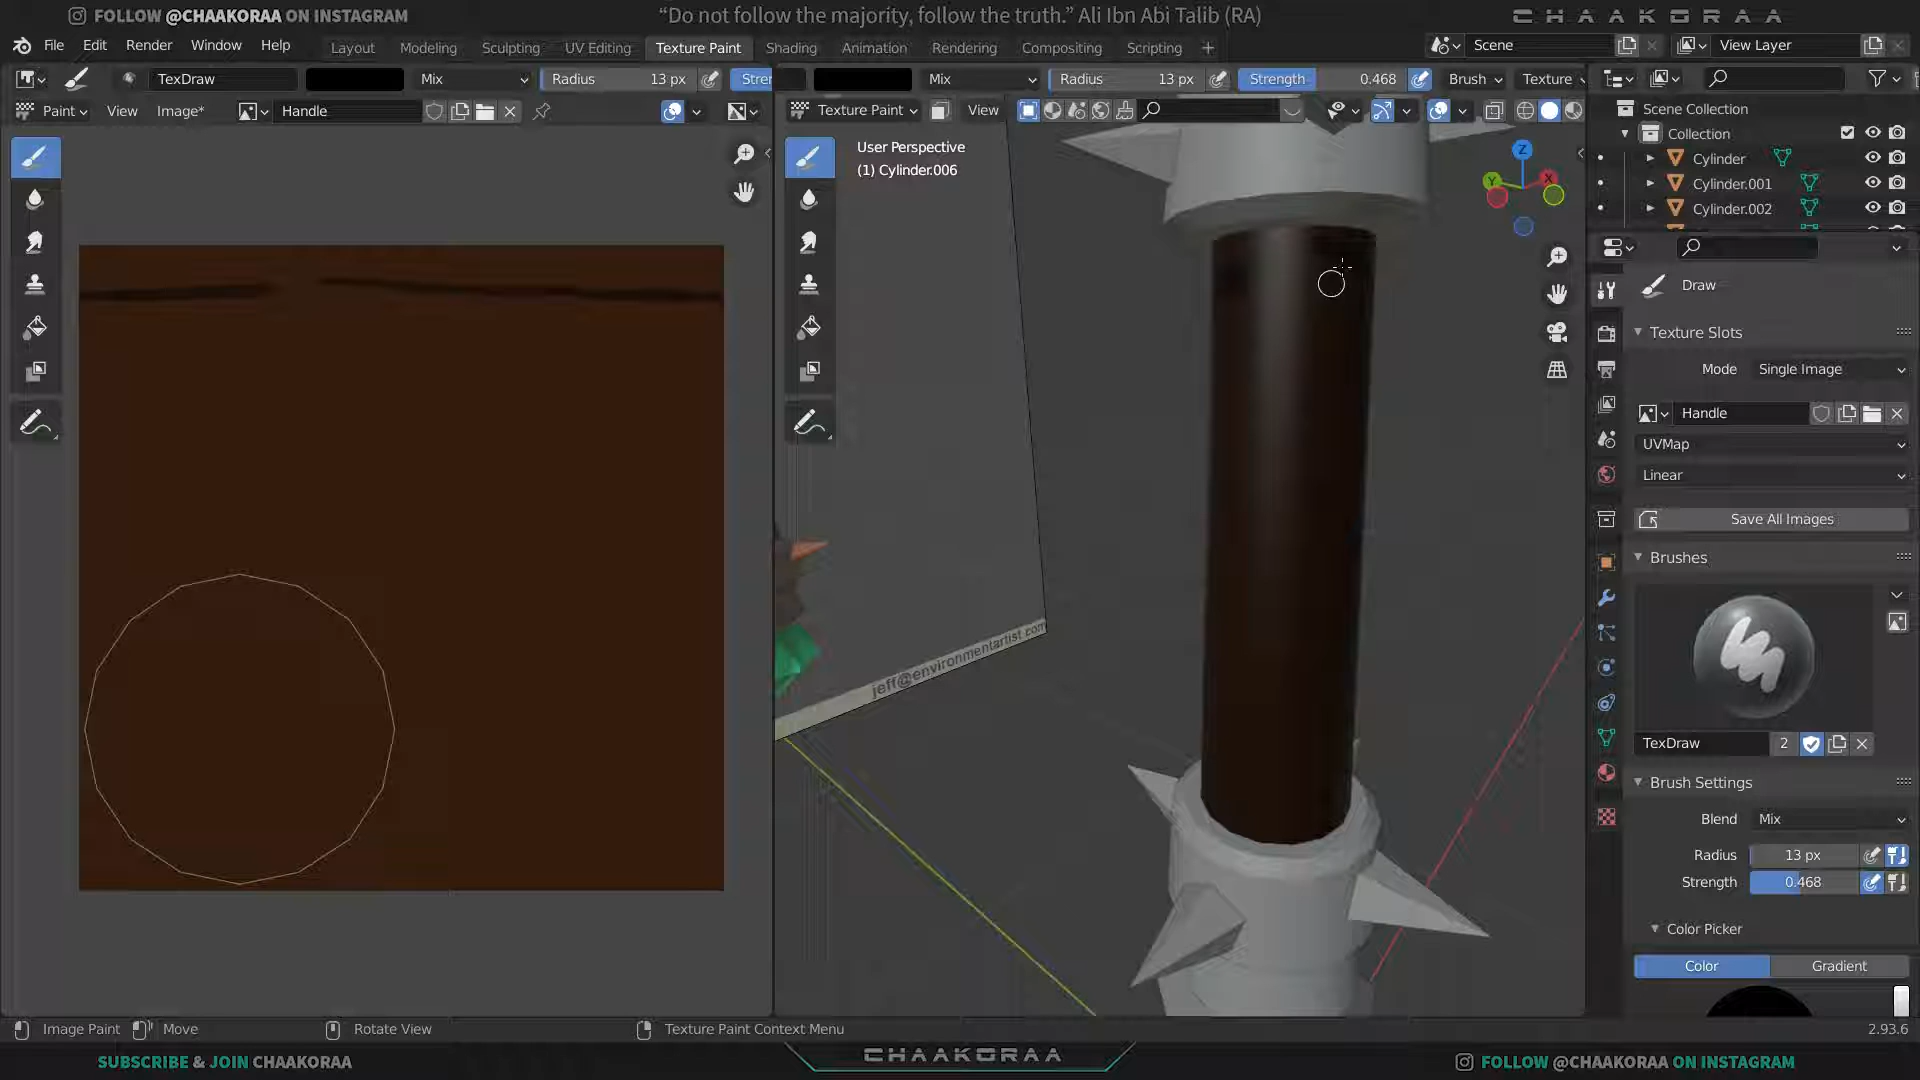 FOLLOW @CHAAKORAA ON INSTAGRAM
“Do not follow the majority, follow the truth.” Ali Ibn Abi Talib (RA)
CHAAKORAA
File Edit Render Window Help
Layout Modeling Sculpting UV Editing Texture Paint Shading Animation Rendering Compositing Scripting +
Scene
View Layer
TexDraw Mix Radius 13 px Stren
Mix Radius 13 px Strength 0.468 Brush Texture
Paint View Image* Handle
Texture Paint View
User Perspective
(1) Cylinder.006
Z
Y
X
jeff@environmentartist.com
Scene Collection
Collection
Cylinder
Cylinder.001
Cylinder.002
Draw
Texture Slots
Mode Single Image
Handle
UVMap
Linear
Save All Images
Brushes
TexDraw 2
Brush Settings
Blend Mix
Radius 13 px
Strength 0.468
Color Picker
Color Gradient
Image Paint Move Rotate View Texture Paint Context Menu 2.93.6
SUBSCRIBE & JOIN CHAAKORAA
CHAAKORAA
FOLLOW @CHAAKORAA ON INSTAGRAM